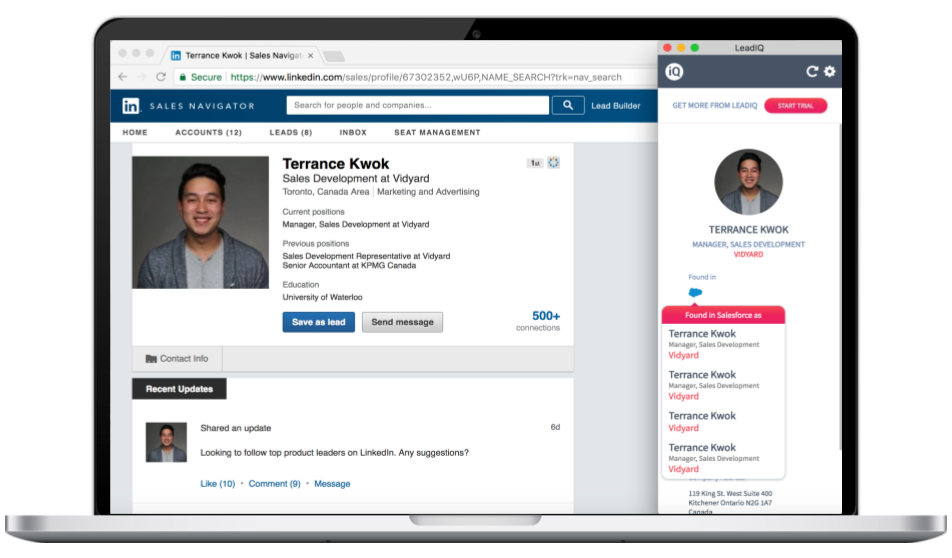 in Terrance Kwok | Sales Navigat ×
Secure | https://www.linkedin.com/sales/profile/67302352,wU6P,NAME_SEARCH?trk=nav_search
in SALES NAVIGATOR
Search for people and companies...
Lead Builder
HOME ACCOUNTS (12) LEADS (8) INBOX SEAT MANAGEMENT
Terrance Kwok
1st
Sales Development at Vidyard
Toronto, Canada Area | Marketing and Advertising
Current positions
Manager, Sales Development at Vidyard
Previous positions
Sales Development Representative at Vidyard
Senior Accountant at KPMG Canada
Education
University of Waterloo
Save as lead
Send message
500+
connections
Contact Info
Recent Updates
Shared an update
6d
Looking to follow top product leaders on LinkedIn. Any suggestions?
Like (10) • Comment (9) • Message
LeadIQ
iQ
GET MORE FROM LEADIQ
START TRIAL
TERRANCE KWOK
MANAGER, SALES DEVELOPMENT
VIDYARD
Found in
Found in Salesforce as
Terrance Kwok
Manager, Sales Development
Vidyard
Terrance Kwok
Manager, Sales Development
Vidyard
Terrance Kwok
Vidyard
Terrance Kwok
Manager, Sales Development
Vidyard
119 King St. West Suite 400
Kitchener Ontario N2G 1A7
Canada